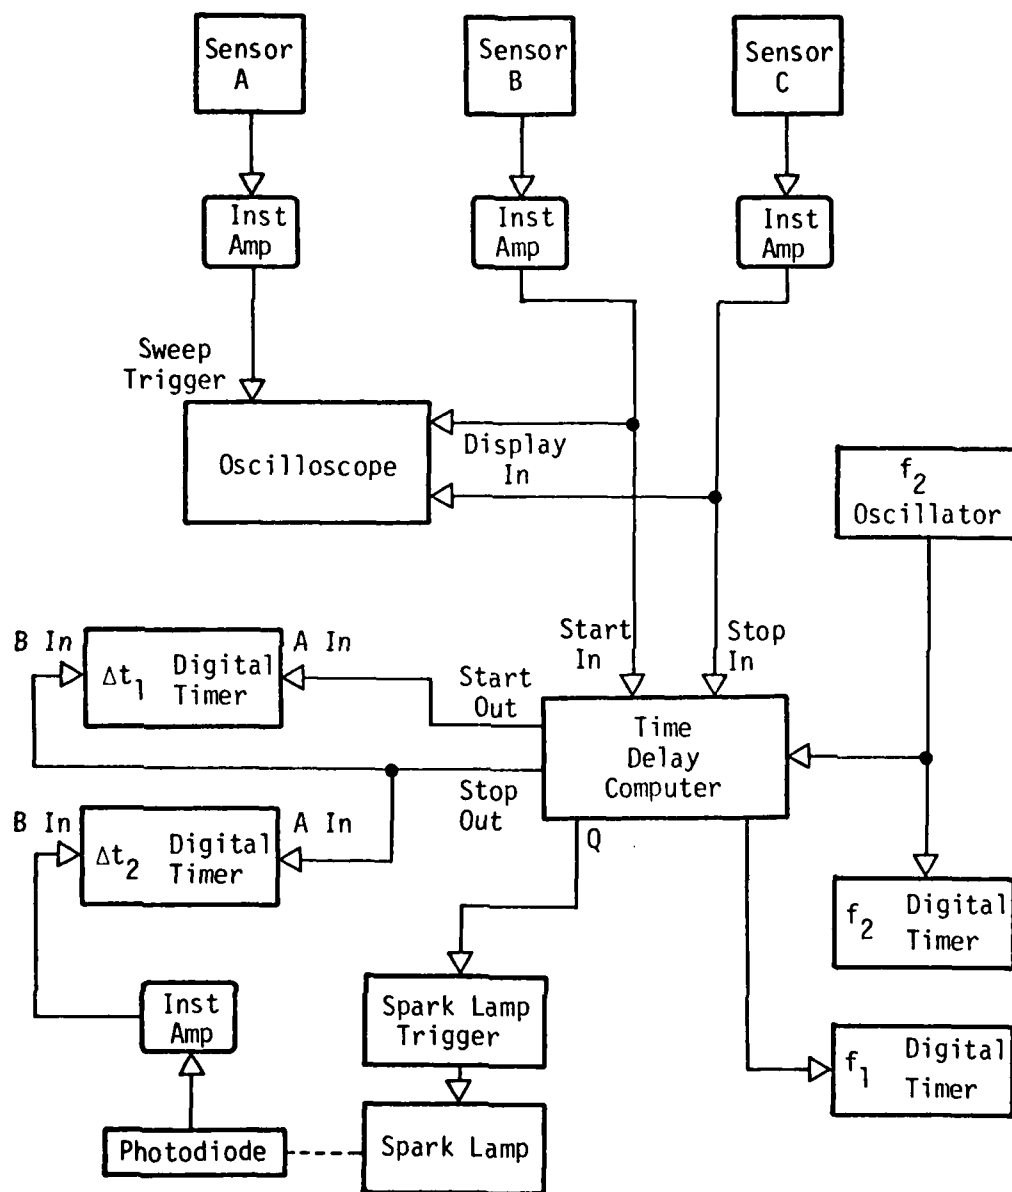 Sensor
A
Sensor
B
Sensor
C
Inst
Amp
Inst
Amp
Inst
Amp
Sweep
Trigger
Oscilloscope
Display
In
f2
Oscillator
B In
Δt1 Digital
Timer
A In
Start
In
Stop
In
Start
Out
Time
Delay
Computer
Stop
Out
B In
Δt2 Digital
Timer
A In
Q
f2 Digital
Timer
Inst
Amp
Spark Lamp
Trigger
f1 Digital
Timer
Photodiode
Spark Lamp